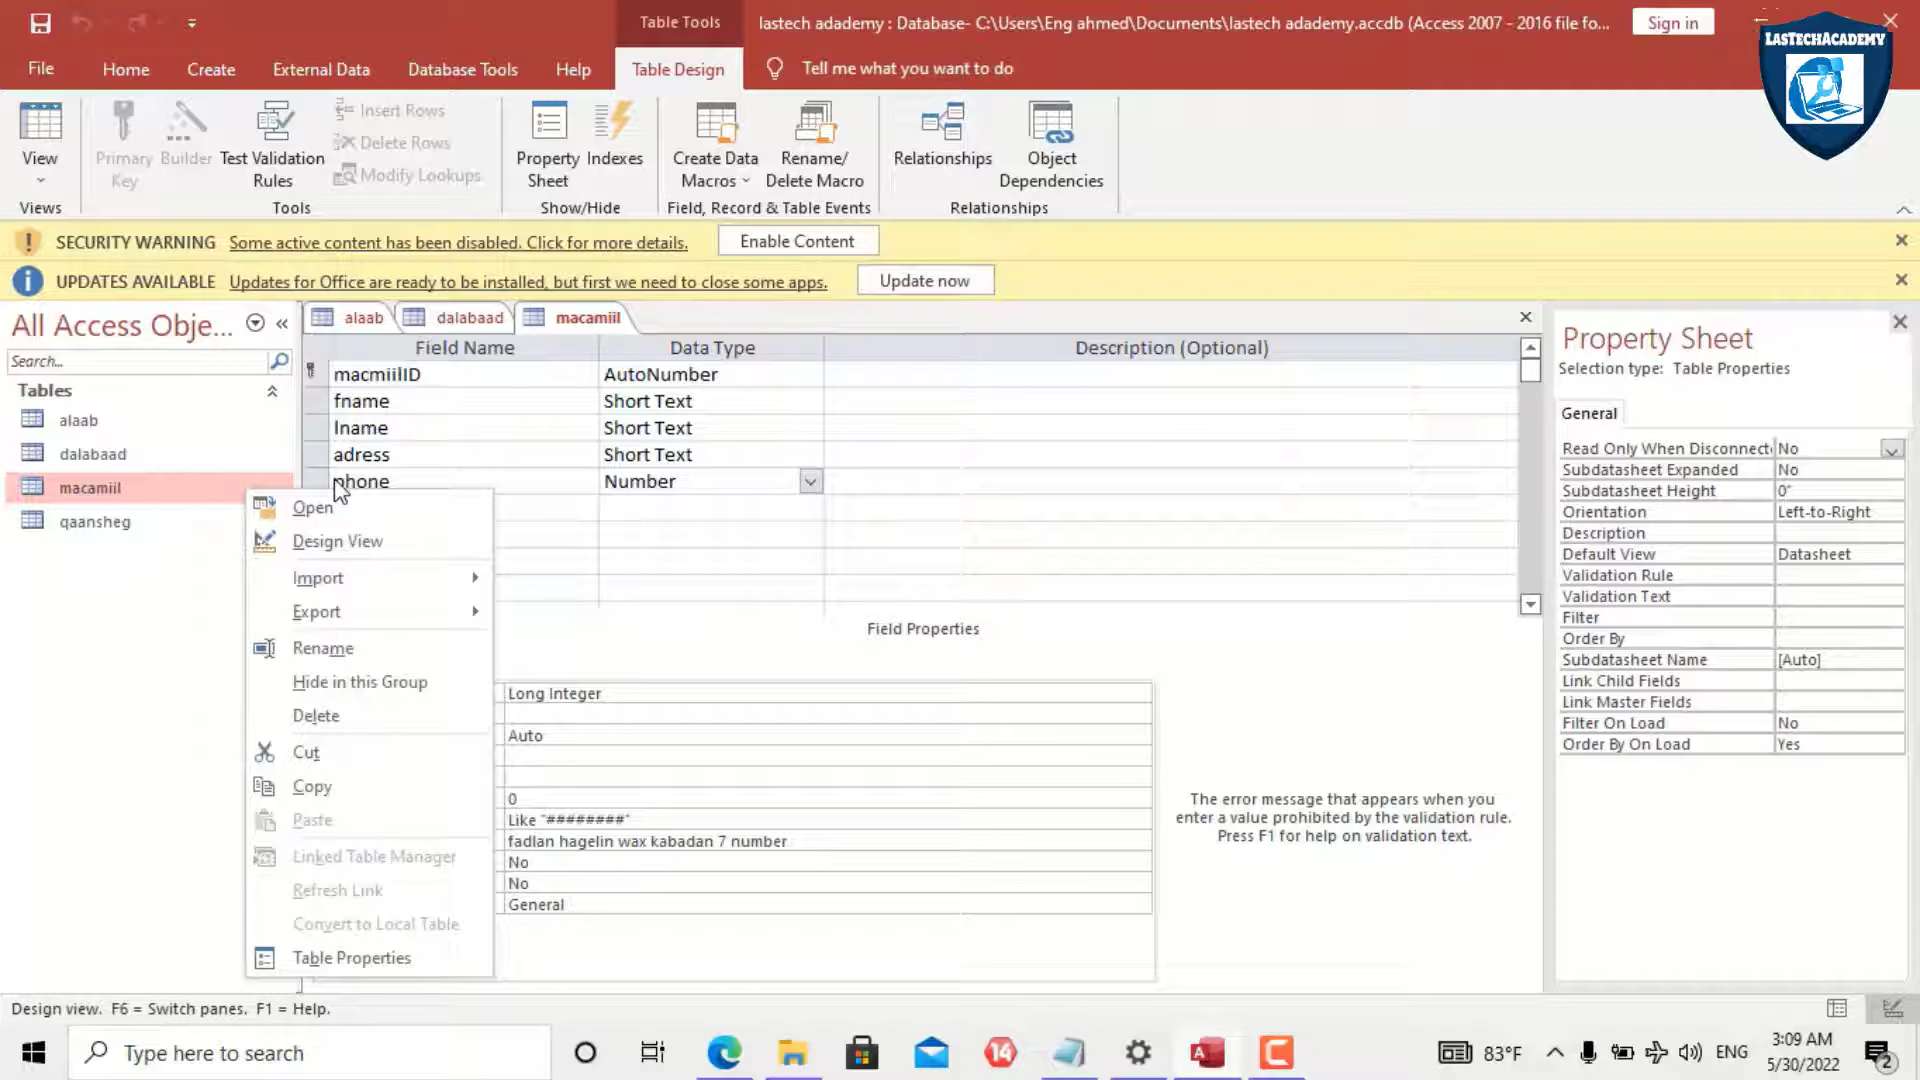 Table Tools
lastech adademy : Database- C:\Users\Eng ahmed\Documents\lastech adademy.accdb (Access 2007 - 2016 file fo...
Sign in
LASTECHACADEMY
File Home Create External Data Database Tools Help Table Design Tell me what you want to do
View
Primary Key
Builder
Test Validation Rules
Insert Rows
Delete Rows
Modify Lookups
Property Sheet
Indexes
Create Data Macros
Rename/ Delete Macro
Relationships
Object Dependencies
Views
Tools
Show/Hide
Field, Record & Table Events
Relationships
SECURITY WARNING Some active content has been disabled. Click for more details. Enable Content
UPDATES AVAILABLE Updates for Office are ready to be installed, but first we need to close some apps. Update now
All Access Obje...
Search...
Tables
alaab
dalabaad
macamiil
qaansheg
alaab dalabaad macamiil
Field Name Data Type Description (Optional)
macmiilID AutoNumber
fname Short Text
lname Short Text
adress Short Text
phone Number
Open
Design View
Import
Export
Rename
Hide in this Group
Delete
Cut
Copy
Paste
Linked Table Manager
Refresh Link
Convert to Local Table
Table Properties
Field Properties
Long Integer
Auto
0
Like "########"
fadlan hagelin wax kabadan 7 number
No
No
General
The error message that appears when you
enter a value prohibited by the validation rule.
Press F1 for help on validation text.
Property Sheet
Selection type: Table Properties
General
Read Only When Disconnect No
Subdatasheet Expanded No
Subdatasheet Height 0"
Orientation Left-to-Right
Description
Default View Datasheet
Validation Rule
Validation Text
Filter
Order By
Subdatasheet Name [Auto]
Link Child Fields
Link Master Fields
Filter On Load No
Order By On Load Yes
Design view. F6 = Switch panes. F1 = Help.
Type here to search
14
A
83°F
ENG
3:09 AM
5/30/2022
2